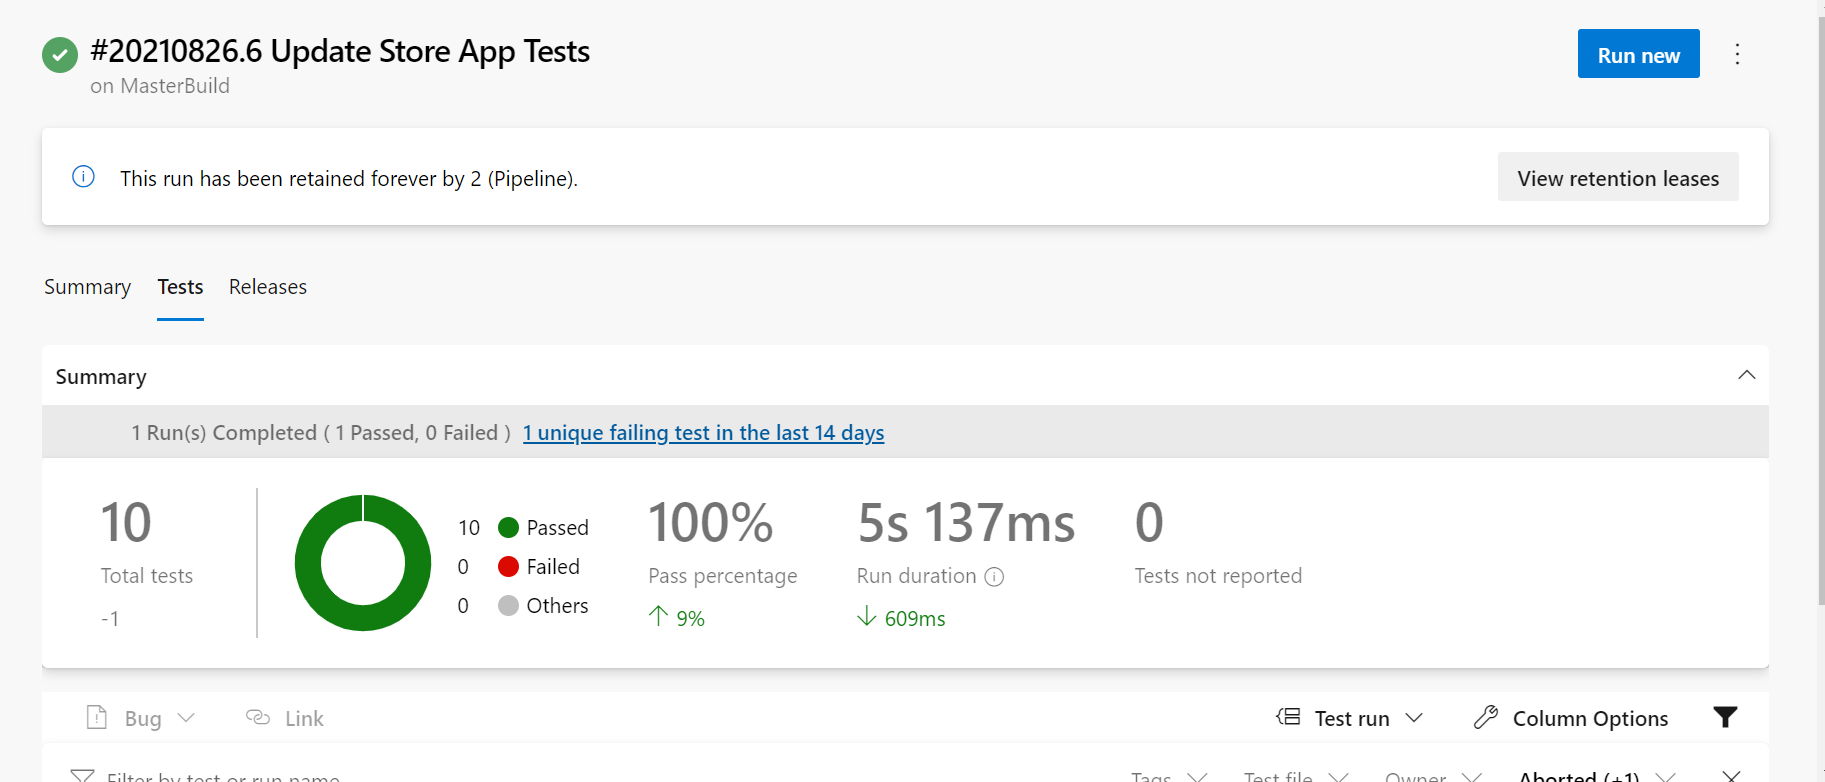 #20210826.6 Update Store App Tests
on MasterBuild
Run new
This run has been retained forever by 2 (Pipeline).
View retention leases
Summary Tests Releases
Summary
1 Run(s) Completed ( 1 Passed, 0 Failed ) 1 unique failing test in the last 14 days
10
Total tests
-1
10 Passed
0 Failed
0 Others
100%
Pass percentage
9%
5s 137ms
Run duration
609ms
0
Tests not reported
Bug Link Test run Column Options
Filter by test or run name Tags Test file Owner Aborted (+1)